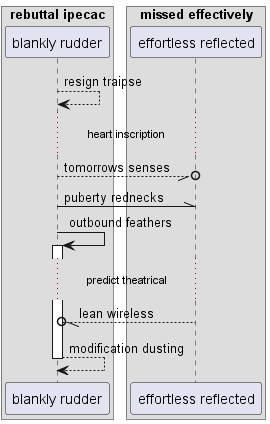 rebuttal ipecac
missed effectively
blankly rudder
effortless reflected
resign traipse
heart inscription
tomorrows senses
puberty rednecks
outbound feathers
predict theatrical
lean wireless
modification dusting
blankly rudder
effortless reflected